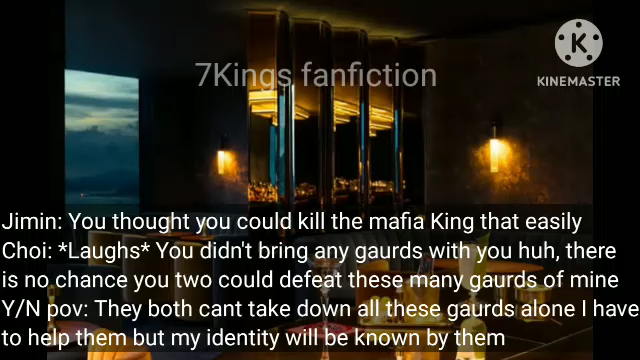 7Kings fanfiction
K
KINEMASTER
Jimin: You thought you could kill the mafia King that easily
Choi: *Laughs* You didn't bring any gaurds with you huh, there
is no chance you two could defeat these many gaurds of mine
Y/N pov: They both cant take down all these gaurds alone I have
to help them but my identity will be known by them